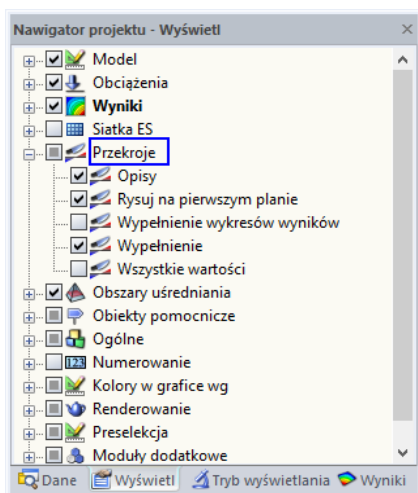 Nawigator projektu - Wyświetl
Model
Obciążenia
Wyniki
Siatka ES
Przekroje
Opisy
Rysuj na pierwszym planie
Wypełnienie wykresów wyników
Wypełnienie
Wszystkie wartości
Obszary uśredniania
Obiekty pomocnicze
Ogólne
123 Numerowanie
Kolory w grafice wg
Renderowanie
Preselekcja
Moduły dodatkowe
Dane Wyświetl Tryb wyświetlania Wyniki